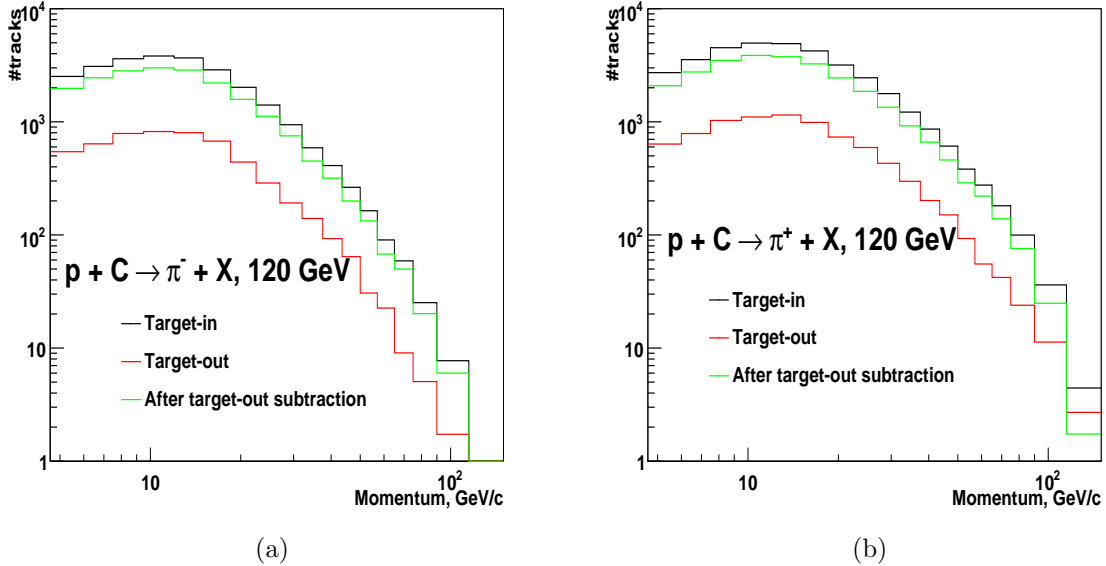 #tracks
10⁴
10³
10²
10
1
p + C → π⁻ + X, 120 GeV
Target-in
Target-out
After target-out subtraction
10
10²
Momentum, GeV/c
(a)
#tracks
10⁴
10³
10²
10
1
p + C → π⁺ + X, 120 GeV
Target-in
Target-out
After target-out subtraction
10
10²
Momentum, GeV/c
(b)